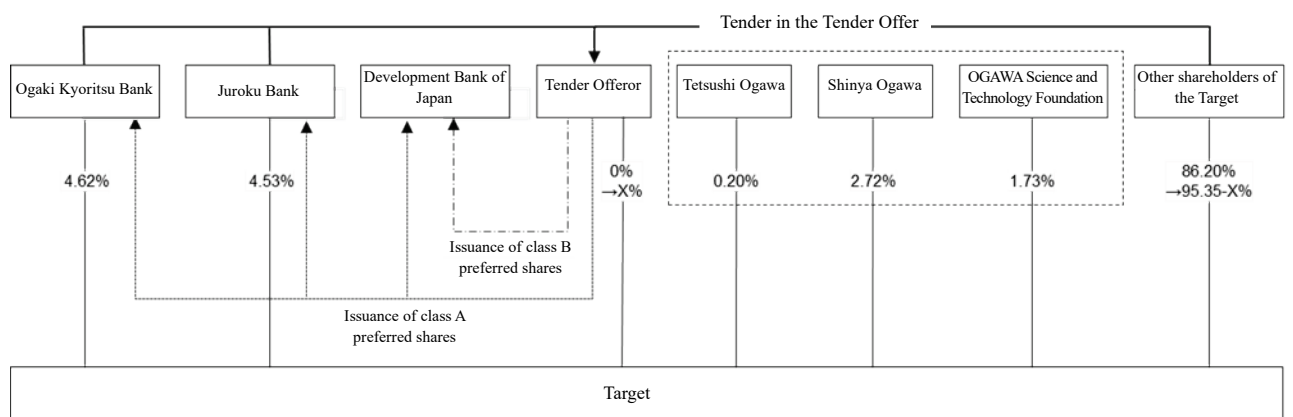 Tender in the Tender Offer
Ogaki Kyoritsu Bank
Juroku Bank
Development Bank of
Japan
Tender Offeror
Tetsushi Ogawa
Shinya Ogawa
OGAWA Science and
Technology Foundation
Other shareholders of
the Target
4.62%
4.53%
0%
→X%
0.20%
2.72%
1.73%
86.20%
→95.35-X%
Issuance of class B
preferred shares
Issuance of class A
preferred shares
Target